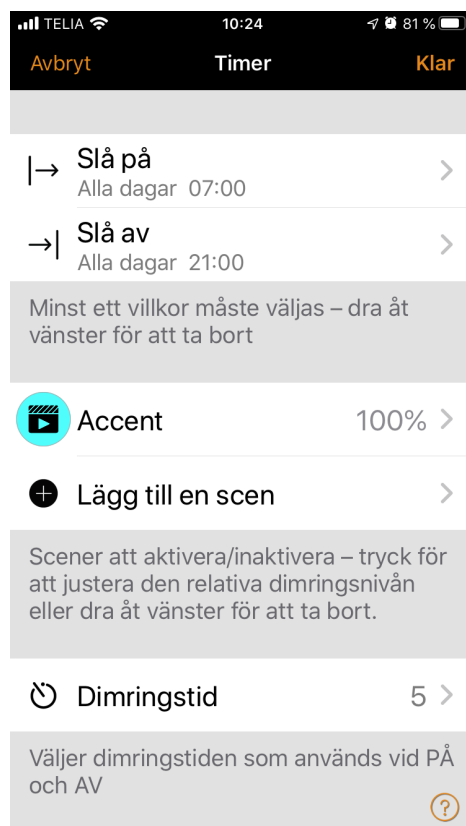 TELIA 10:24 81 %
Avbryt Timer Klar
Slå på
Alla dagar 07:00
Slå av
Alla dagar 21:00
Minst ett villkor måste väljas – dra åt
vänster för att ta bort
Accent 100%
Lägg till en scen
Scener att aktivera/inaktivera – tryck för
att justera den relativa dimringsnivån
eller dra åt vänster för att ta bort.
Dimringstid 5
Väljer dimringstiden som används vid PÅ
och AV
?